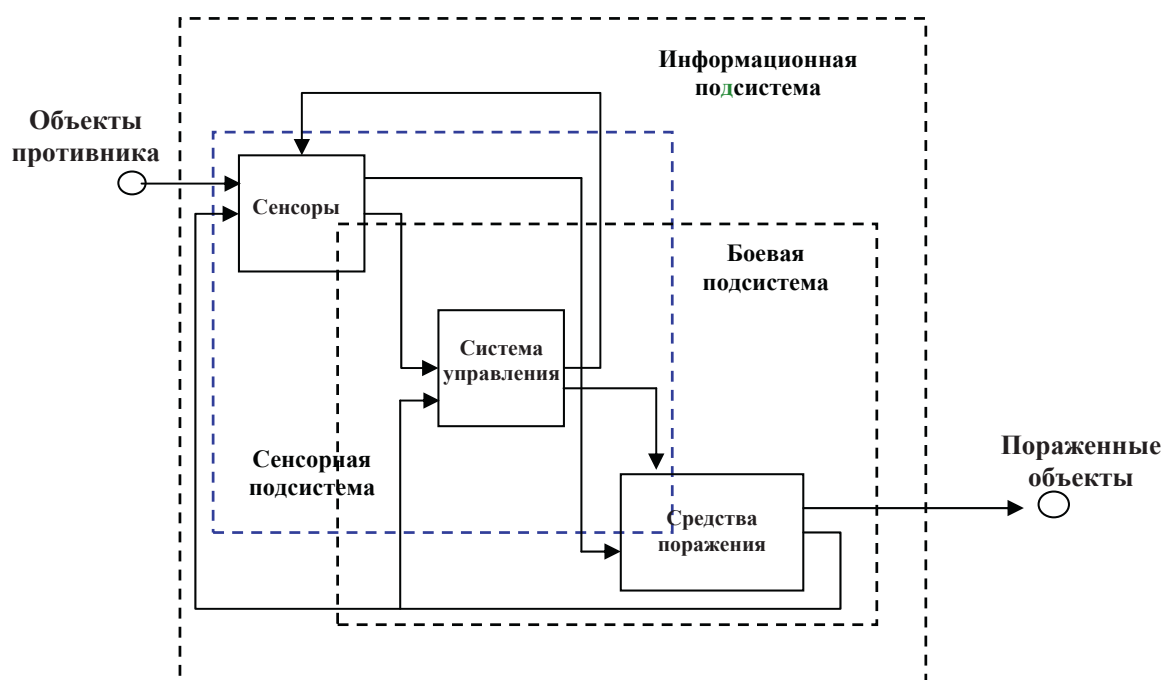 Информационная
подсистема
Объекты
противника
Сенсоры
Боевая
подсистема
Система
управления
Сенсорная
подсистема
Пораженные
объекты
Средства
поражения